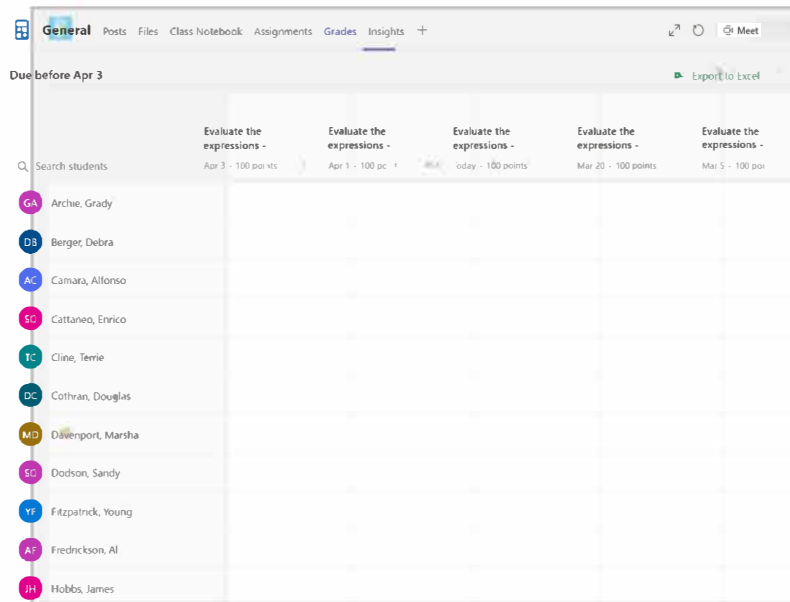 General Posts Files Class Notebook Assignments Grades Insights + Meet
Due before Apr 3 Export to Excel
Evaluate the expressions - Evaluate the expressions - Evaluate the expressions - Evaluate the expressions - Evaluate the expressions -
Search students Apr 3 - 100 points Apr 1 - 100 Today - 100 points Mar 20 - 100 points Mar 5 - 100
GA Archie, Grady
DB Berger, Debra
AC Camara, Alfonso
Cattaneo, Enrico
TC Cline, Terrie
DC Cothran, Douglas
MD Davenport, Marsha
Dodson, Sandy
YF Fitzpatrick, Young
AF Fredrickson, Al
JH Hobbs, James